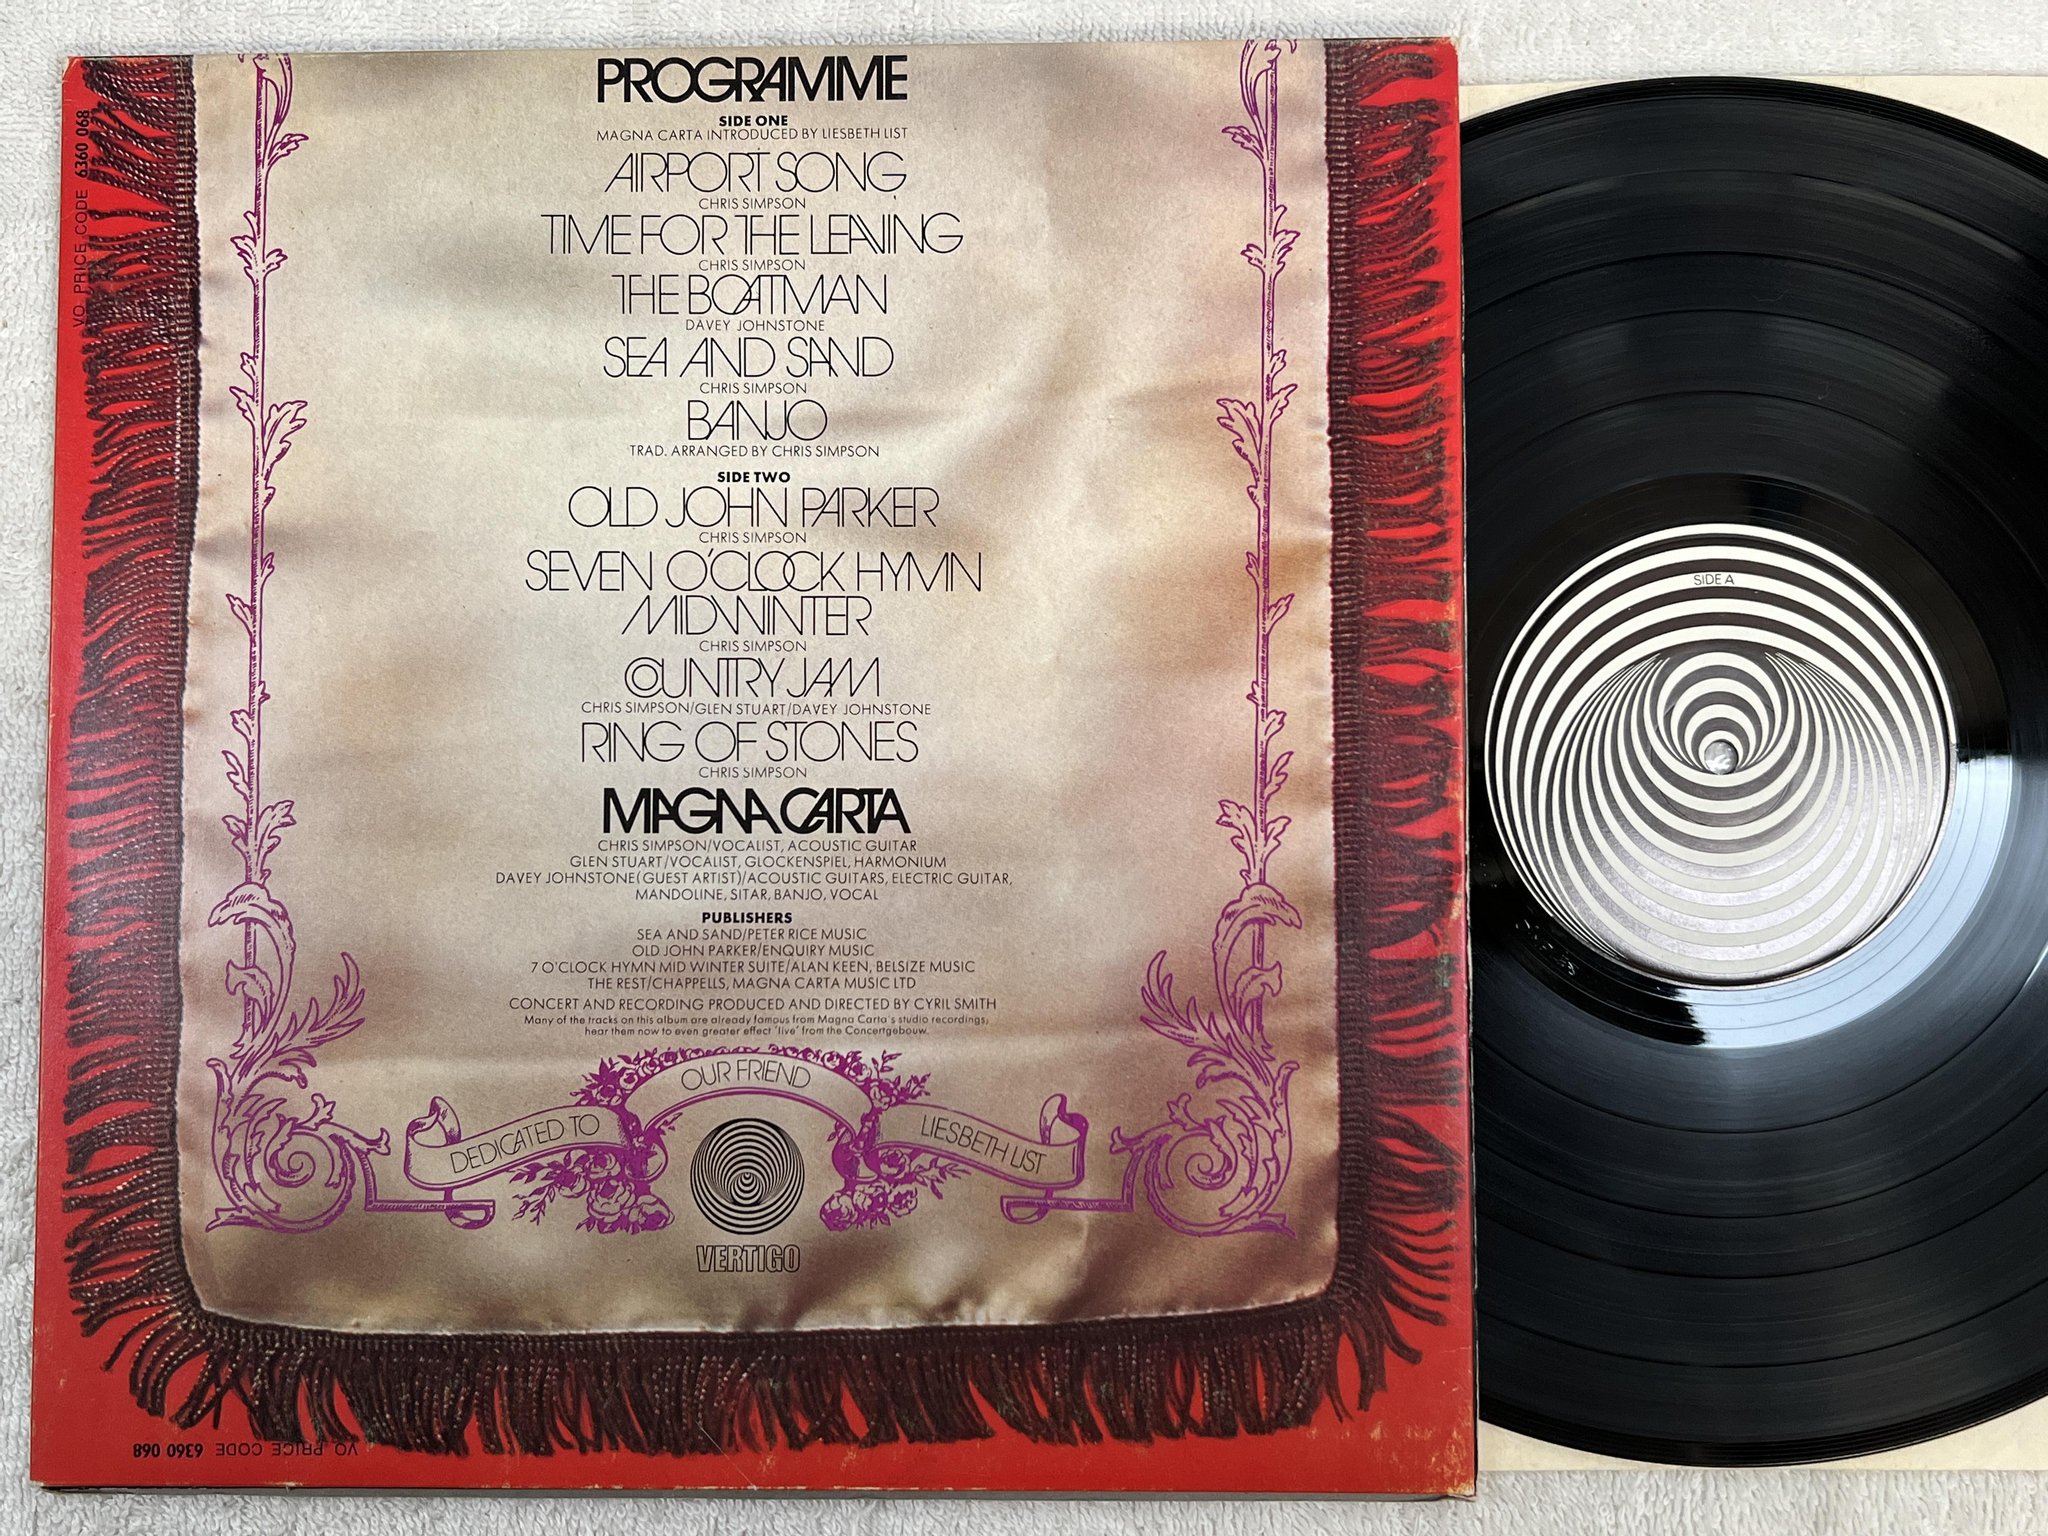 PROGRAMME
SIDE ONE
MAGNA CARTA INTRODUCED BY LIESBETH LIST
AIRPORT SONG
CHRIS SIMPSON
TIME FOR THE LEAVING
CHRIS SIMPSON
THE BOATMAN
DAVEY JOHNSTONE
SEA AND SAND
CHRIS SIMPSON
BANJO
TRAD. ARRANGED BY CHRIS SIMPSON
SIDE TWO
OLD JOHN PARKER
CHRIS SIMPSON
SEVEN O'CLOCK HYMN
MIDWINTER
CHRIS SIMPSON
COUNTRY JAM
CHRIS SIMPSON/GLEN STUART/DAVEY JOHNSTONE
RING OF STONES
CHRIS SIMPSON
MAGNA CARTA
CHRIS SIMPSON/VOCALIST, ACOUSTIC GUITAR
GLEN STUART/VOCALIST, GLOCKENSPIEL, HARMONIUM
DAVEY JOHNSTONE(GUEST ARTIST)/ACOUSTIC GUITARS, ELECTRIC GUITAR,
MANDOLINE, SITAR, BANJO, VOCAL
PUBLISHERS
SEA AND SAND/PETER RICE MUSIC
OLD JOHN PARKER/ENQUIRY MUSIC
7 O'CLOCK HYMN MID WINTER SUITE/ALAN KEEN, BELSIZE MUSIC
THE REST/CHAPPELLS, MAGNA CARTA MUSIC LTD
CONCERT AND RECORDING PRODUCED AND DIRECTED BY CYRIL SMITH
Many of the tracks on this album are already famous from Magna Carta's studio recordings,
hear them now to even greater effect 'live' from the Concertgebouw.
DEDICATED TO OUR FRIEND LIESBETH LIST
VERTIGO
VO PRICE CODE 6360 068
VO PRICE CODE 6360 068
SIDE A